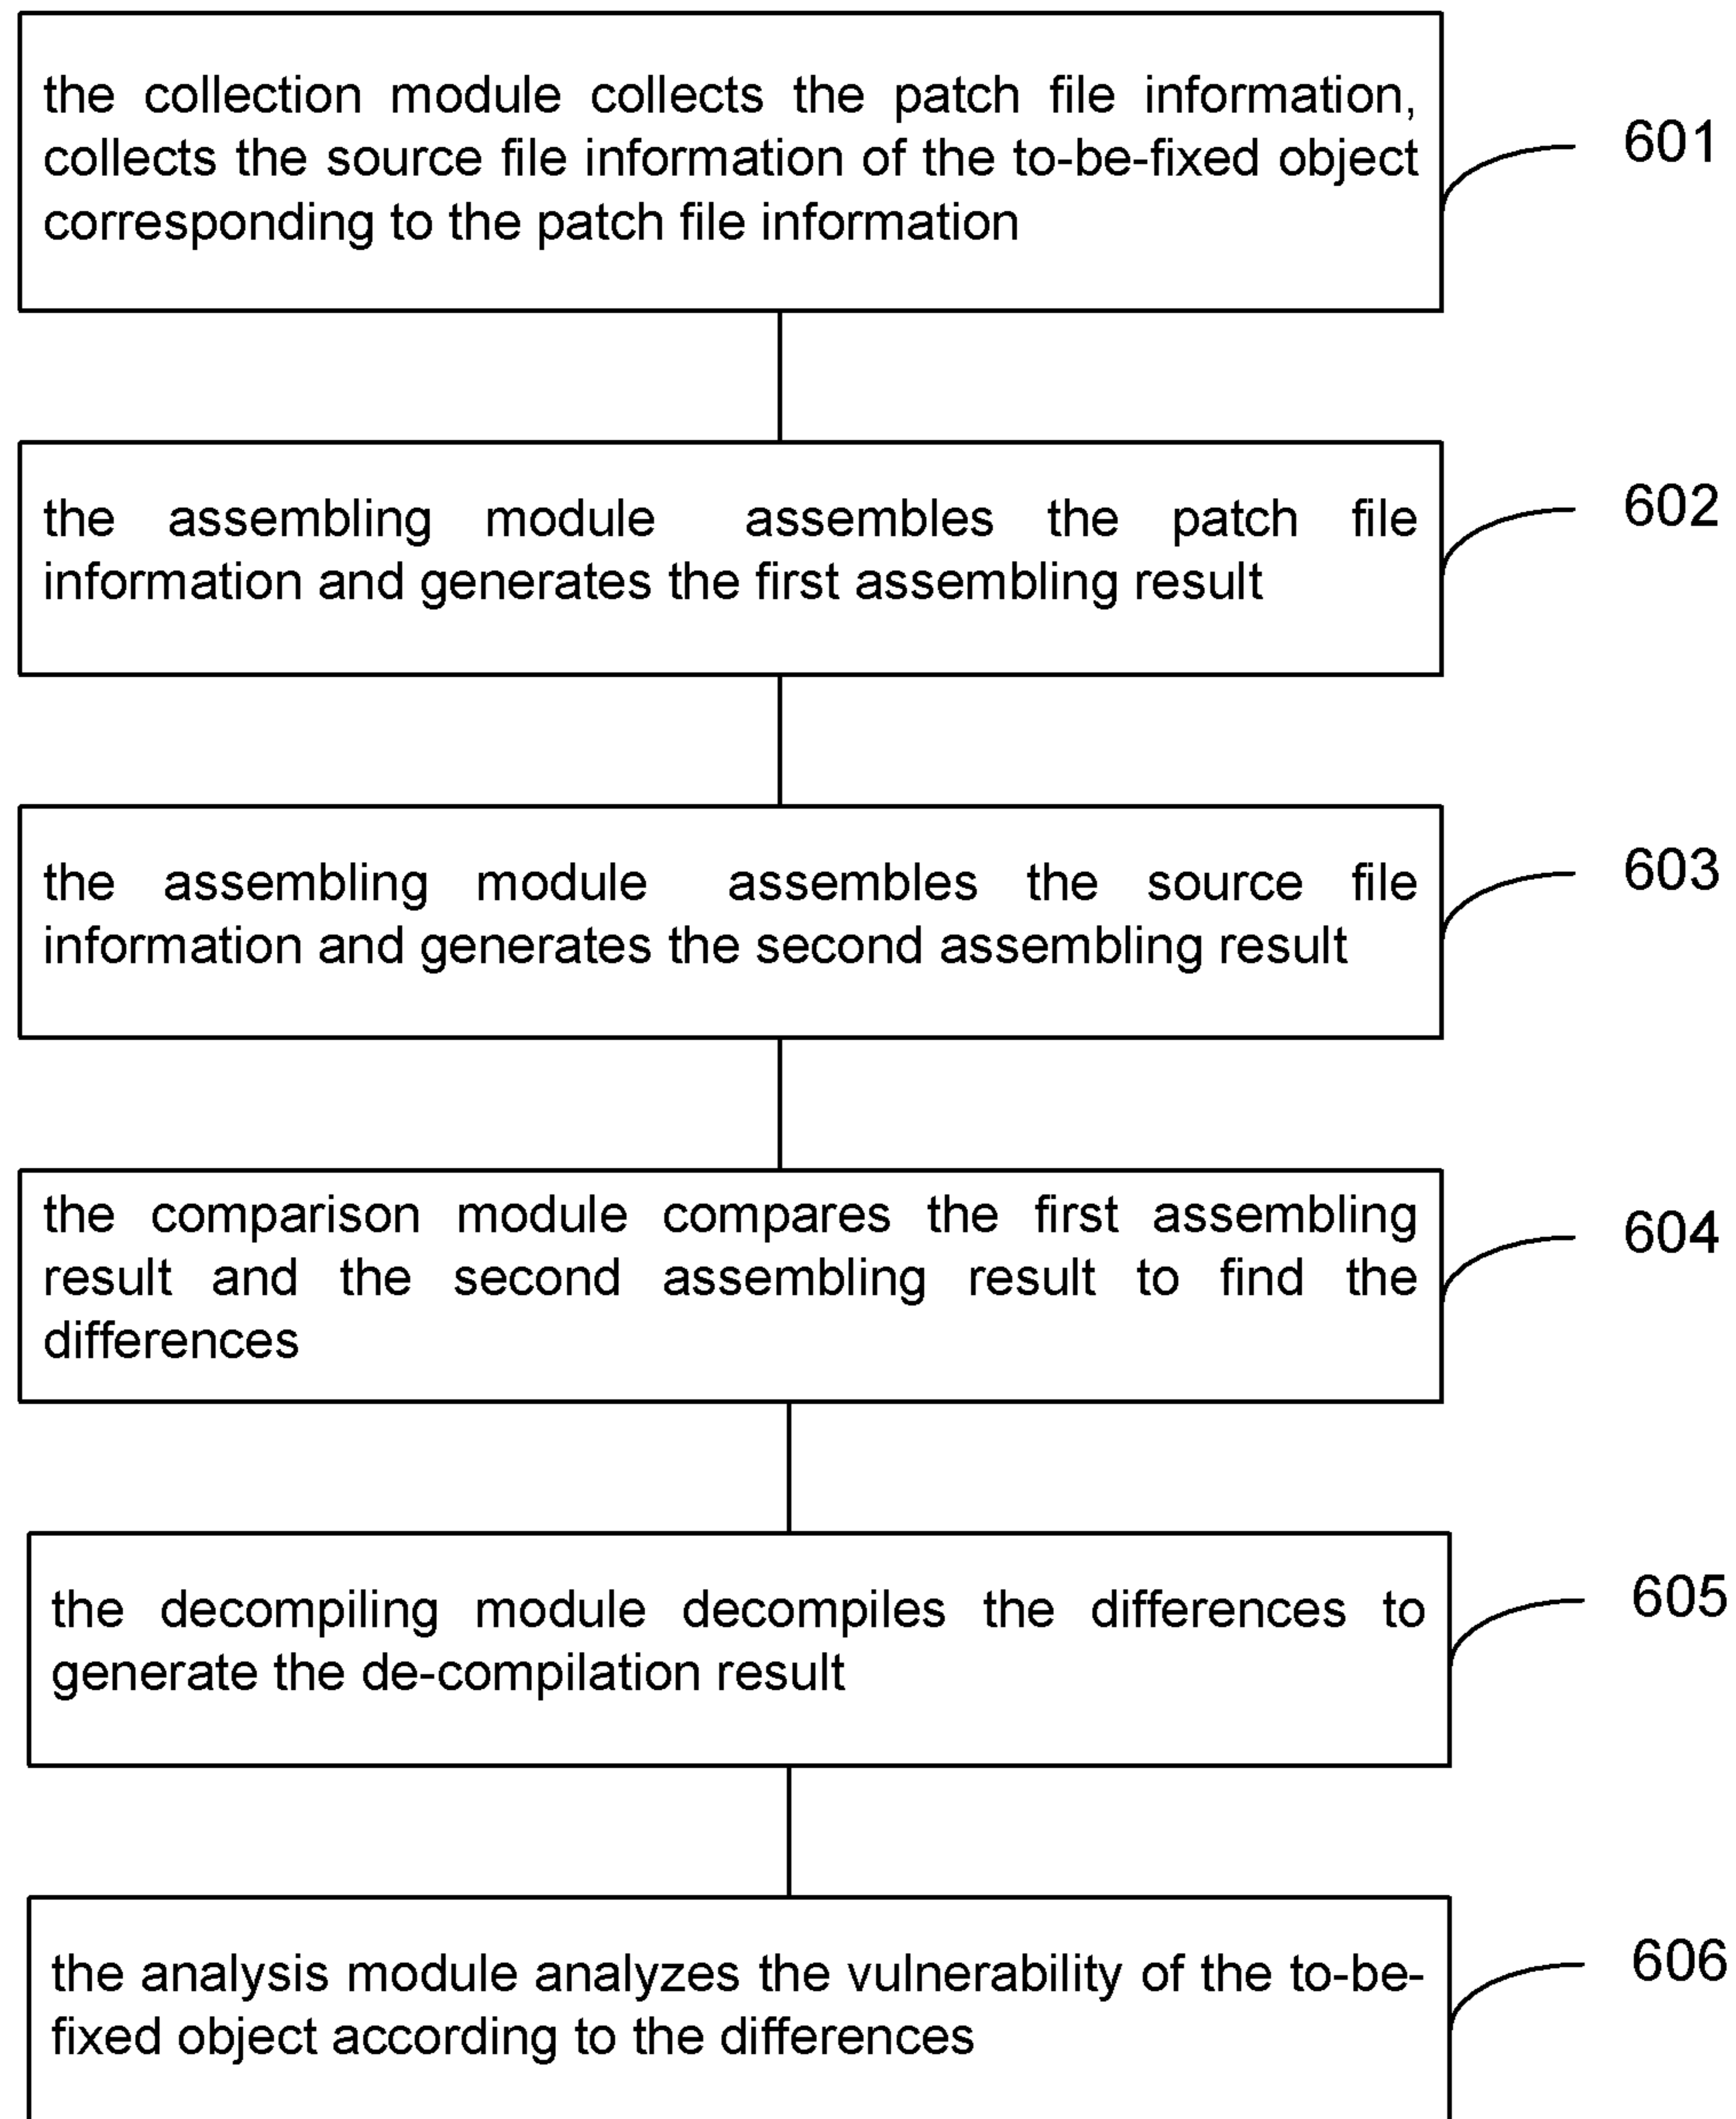 the collection module collects the patch file information,
collects the source file information of the to-be-fixed object
corresponding to the patch file information
601
the assembling module assembles the patch file
information and generates the first assembling result
602
the assembling module assembles the source file
information and generates the second assembling result
603
the comparison module compares the first assembling
result and the second assembling result to find the
differences
604
the decompiling module decompiles the differences to
generate the de-compilation result
605
the analysis module analyzes the vulnerability of the to-be-
fixed object according to the differences
606